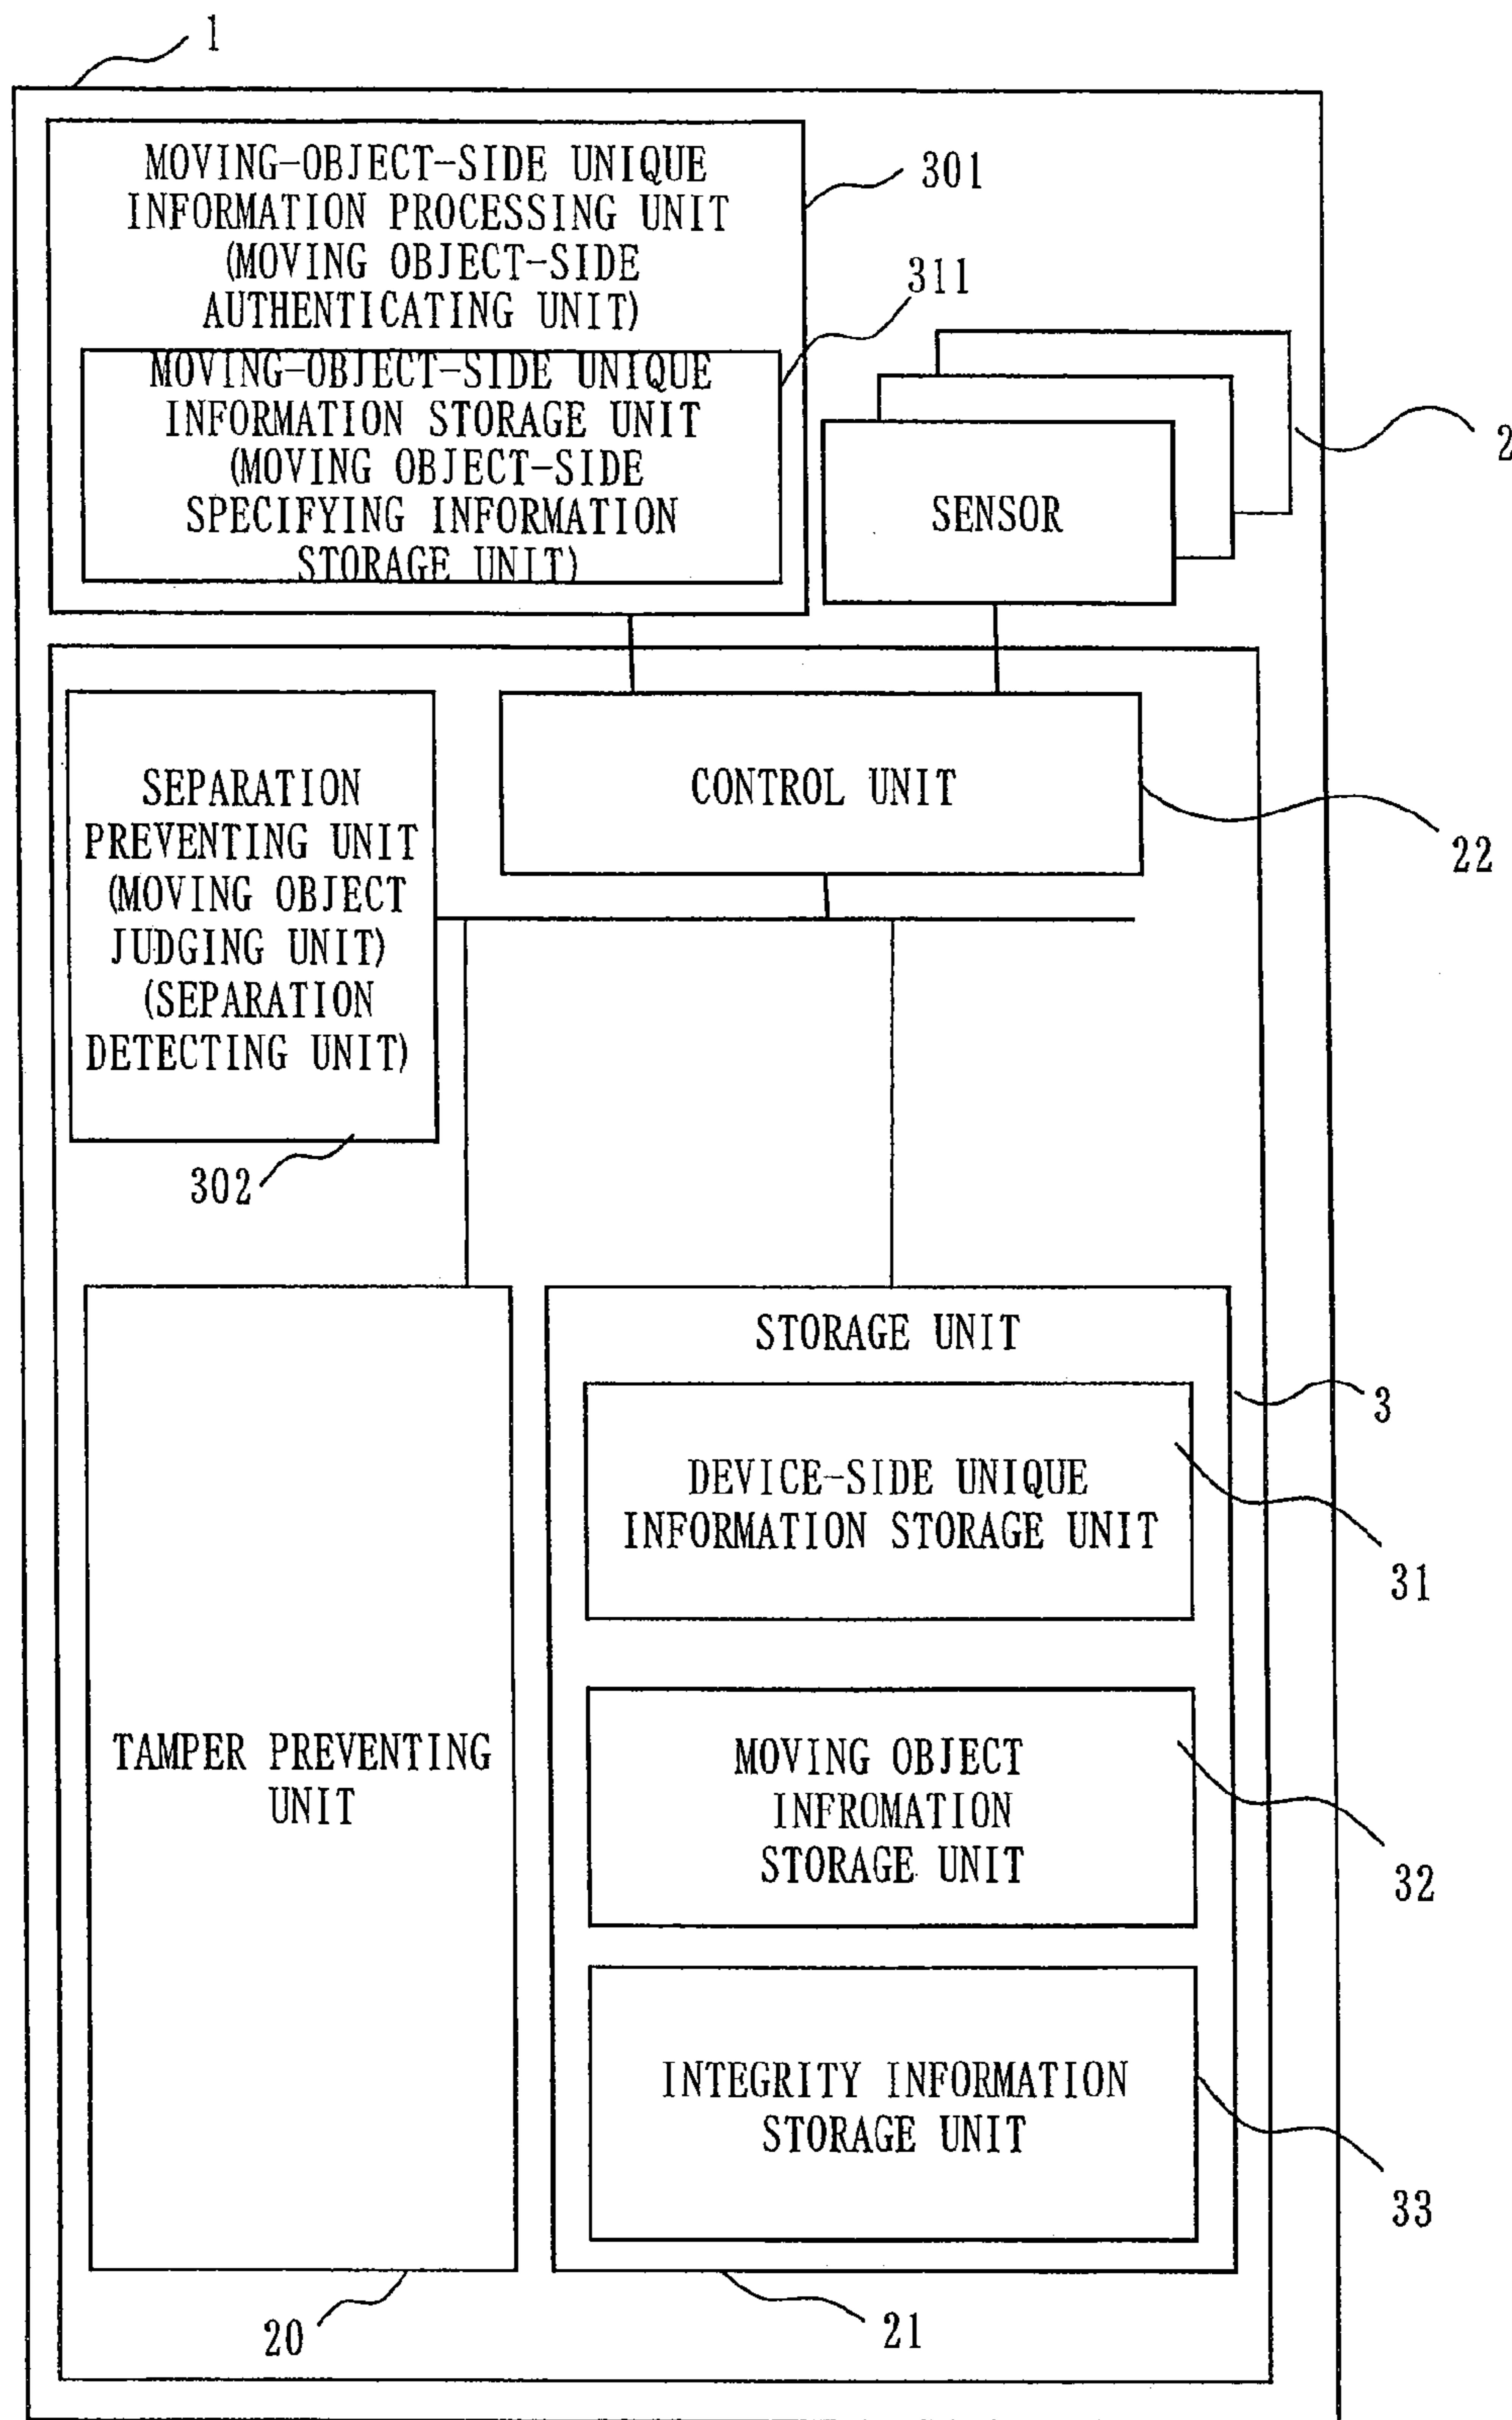 1
MOVING-OBJECT-SIDE UNIQUE
INFORMATION PROCESSING UNIT
(MOVING OBJECT-SIDE
AUTHENTICATING UNIT)
301
311
MOVING-OBJECT-SIDE UNIQUE
INFORMATION STORAGE UNIT
(MOVING OBJECT-SIDE
SPECIFYING INFORMATION
STORAGE UNIT)
SENSOR
2
SEPARATION
PREVENTING UNIT
(MOVING OBJECT
JUDGING UNIT)
(SEPARATION
DETECTING UNIT)
302
CONTROL UNIT
22
TAMPER PREVENTING
UNIT
20
STORAGE UNIT
3
DEVICE-SIDE UNIQUE
INFORMATION STORAGE UNIT
31
MOVING OBJECT
INFROMATION
STORAGE UNIT
32
INTEGRITY INFORMATION
STORAGE UNIT
33
21